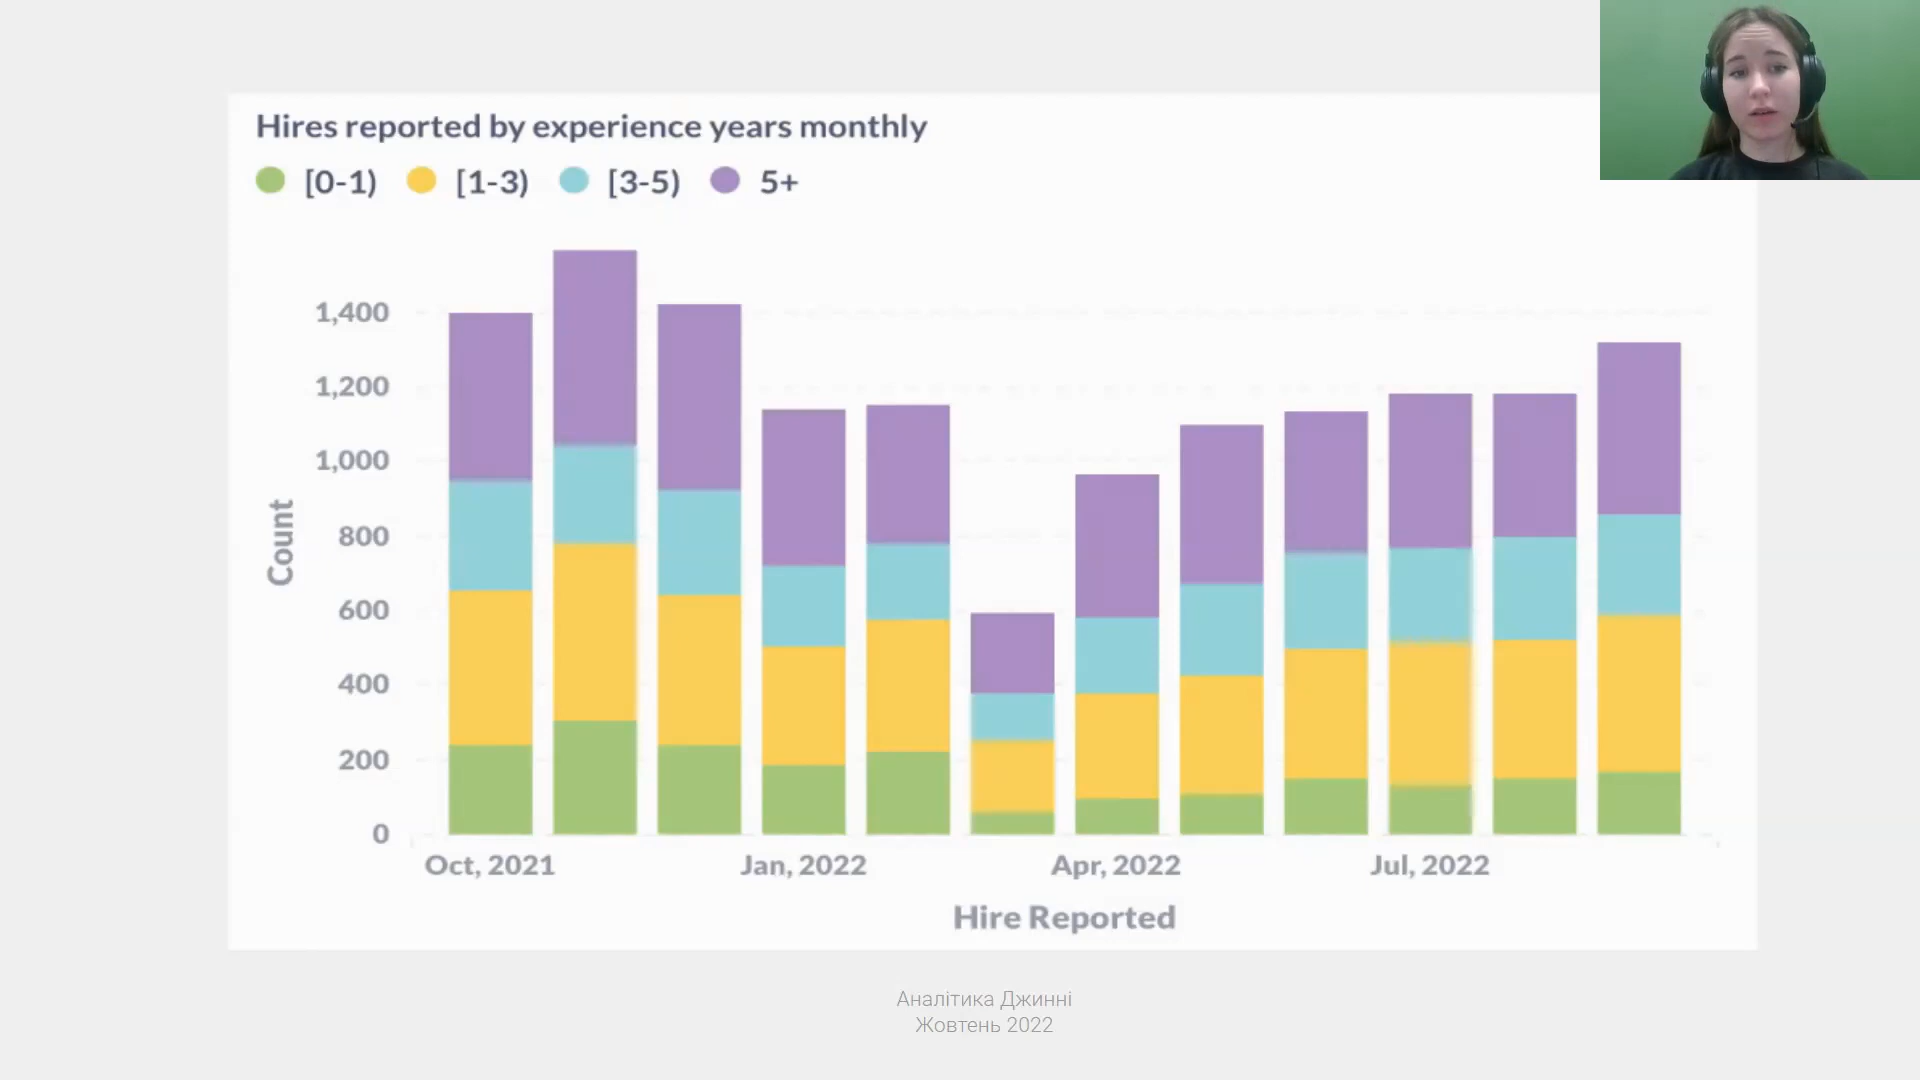 Hires reported by experience years monthly
[0-1) [1-3) [3-5) 5+
1,400
1,200
1,000
800
600
400
200
0
Count
Oct, 2021 Jan, 2022 Apr, 2022 Jul, 2022
Hire Reported
Аналітика Джинні
Жовтень 2022